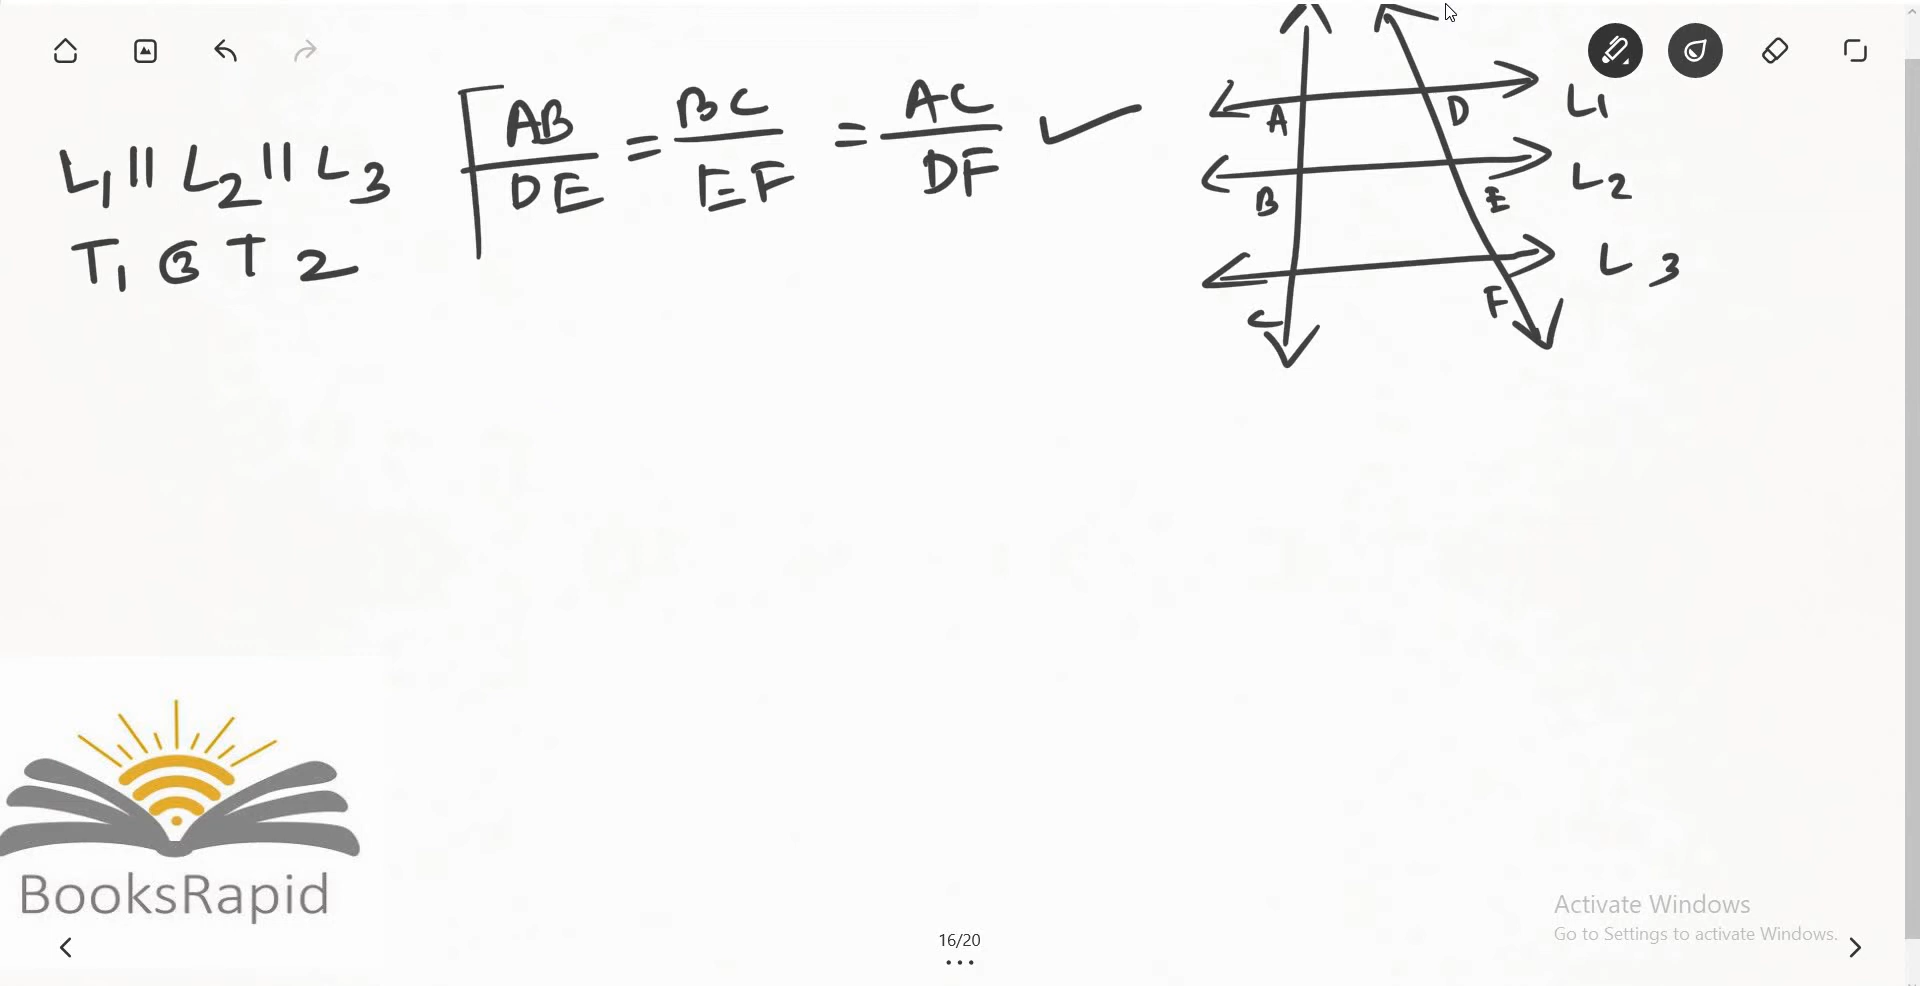 L1 || L2 || L3
T1 T2
AB/DE = BC/EF = AC/DF
A D L1
B E L2
C F L3
BooksRapid
Activate Windows
Go to Settings to activate Windows.
16/20